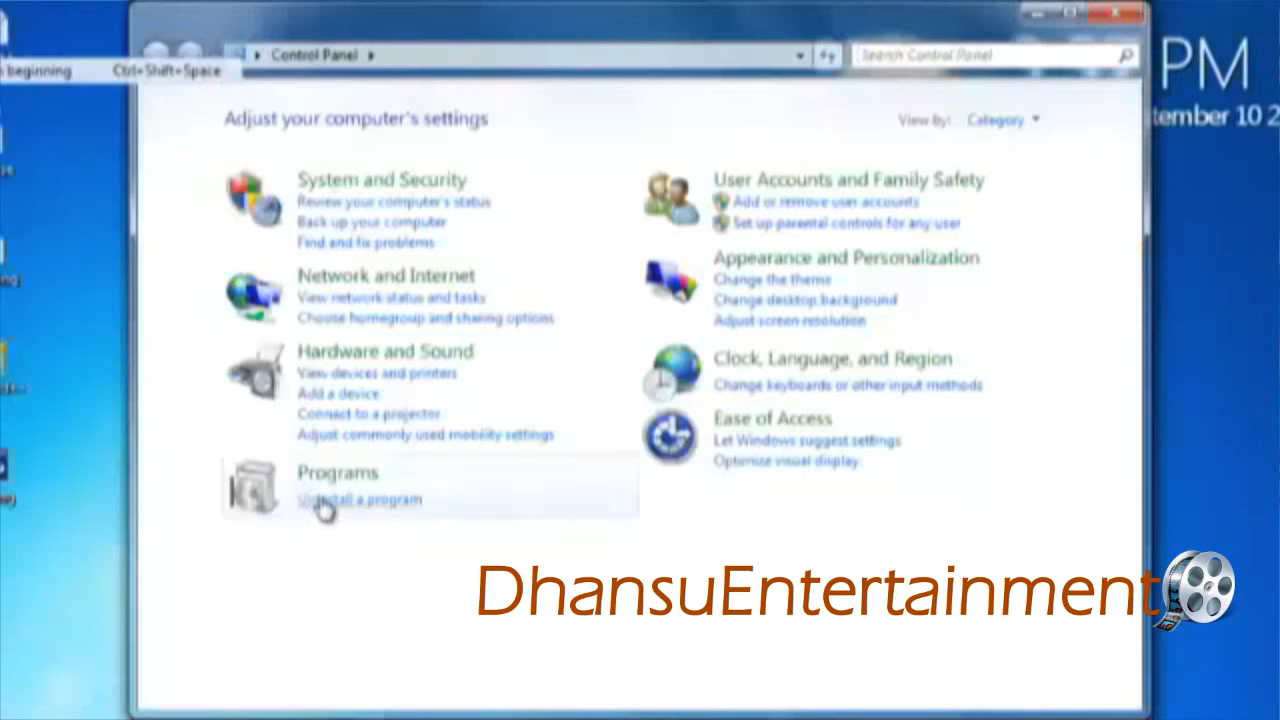 Control Panel
Search Control Panel
PM
beginning Ctrl+Shift+Space
tember 10 2
Adjust your computer's settings
View by: Category
System and Security
Review your computer's status
Back up your computer
Find and fix problems
Network and Internet
View network status and tasks
Choose homegroup and sharing options
Hardware and Sound
View devices and printers
Add a device
Connect to a projector
Adjust commonly used mobility settings
Programs
Uninstall a program
User Accounts and Family Safety
Add or remove user accounts
Set up parental controls for any user
Appearance and Personalization
Change the theme
Change desktop background
Adjust screen resolution
Clock, Language, and Region
Change keyboards or other input methods
Ease of Access
Let Windows suggest settings
Optimize visual display
DhansuEntertainment